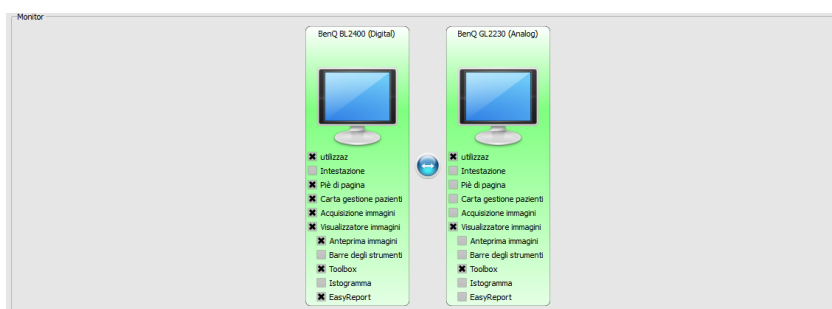 Monitor
BenQ BL2400 (Digital)
utilizzaz
Intestazione
Piè di pagina
Carta gestione pazienti
Acquisizione immagini
Visualizzatore immagini
Anteprima immagini
Barre degli strumenti
Toolbox
Istogramma
EasyReport
BenQ GL2230 (Analog)
utilizzaz
Intestazione
Piè di pagina
Carta gestione pazienti
Acquisizione immagini
Visualizzatore immagini
Anteprima immagini
Barre degli strumenti
Toolbox
Istogramma
EasyReport